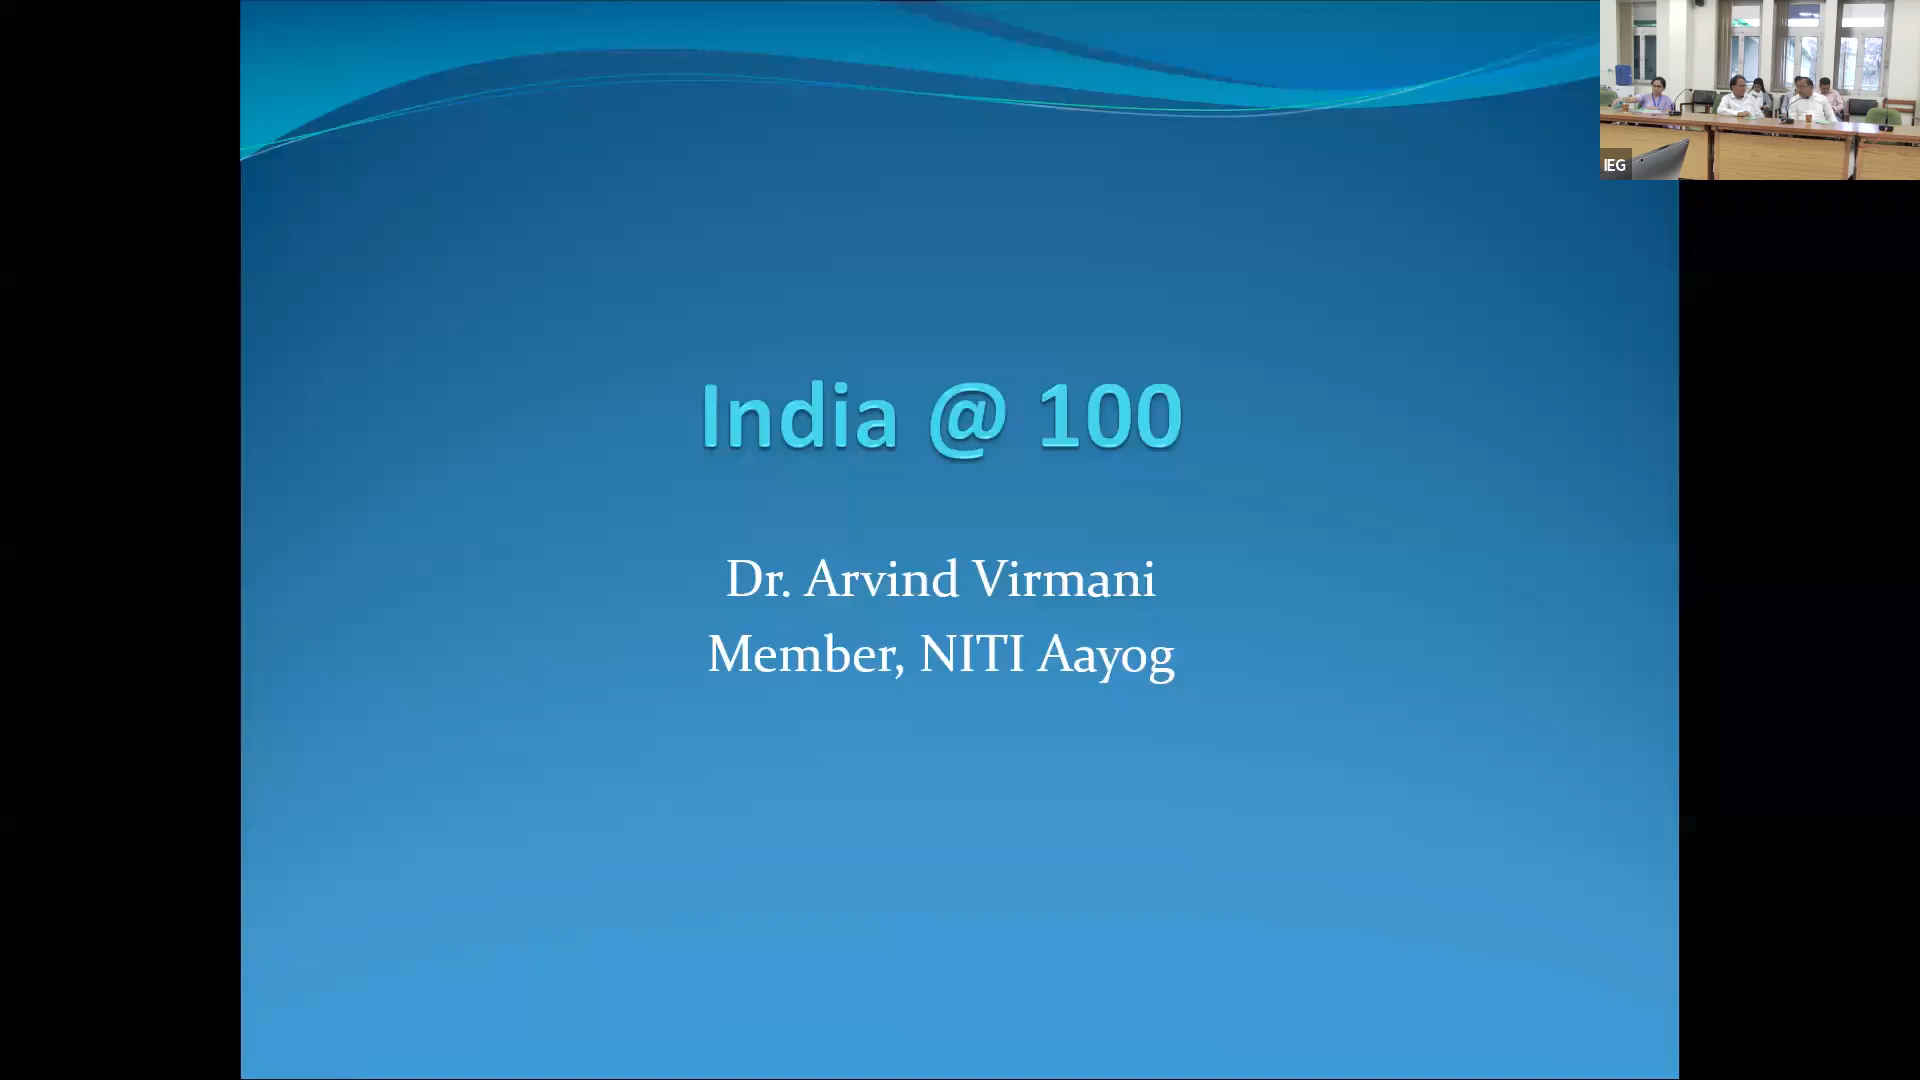 India @ 100
Dr. Arvind Virmani
Member, NITI Aayog
IEG